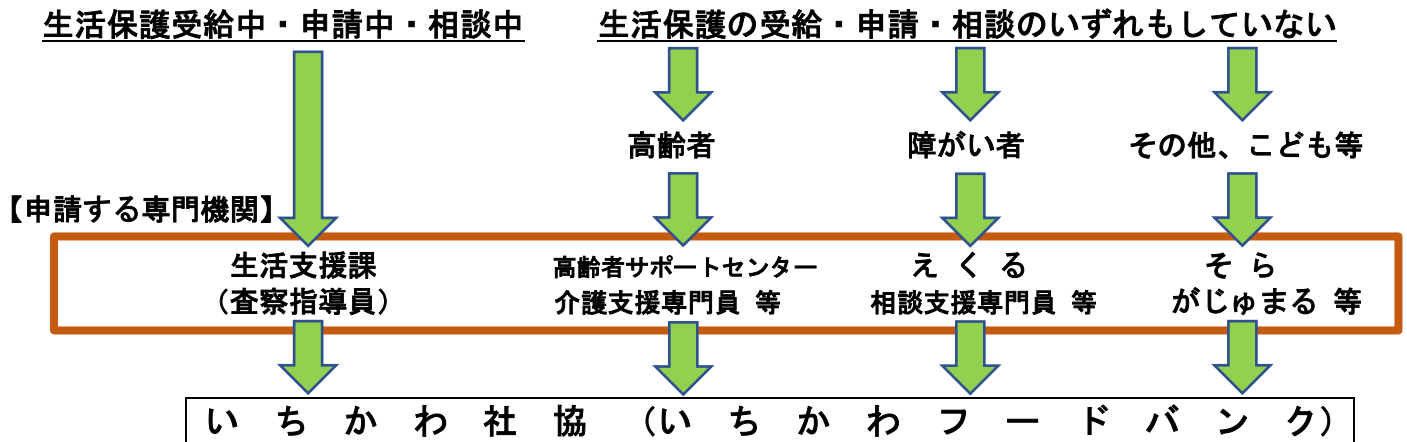 生活保護受給中・申請中・相談中
生活保護の受給・申請・相談のいずれもしていない
高齢者
障がい者
その他、こども等
【申請する専門機関】
生活支援課
（査察指導員）
高齢者サポートセンター
介護支援専門員 等
え く る
相談支援専門員 等
そ ら
がじゅまる 等
い ち か わ 社 協 （い ち か わ フ ー ド バ ン ク）